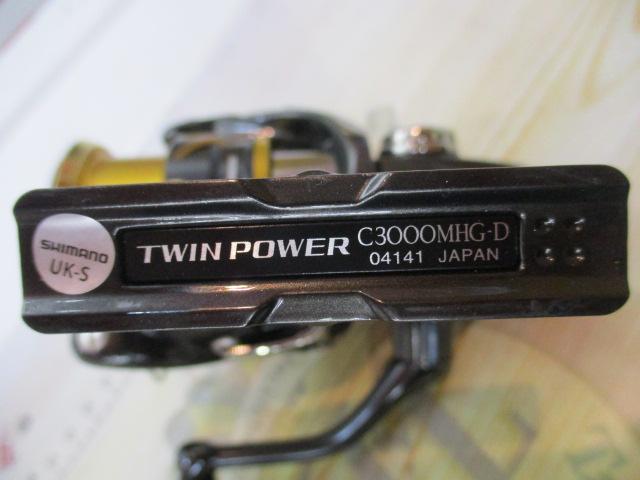 SHIMANO
UK-S
TWIN POWER C3000MHG-D
04141 JAPAN